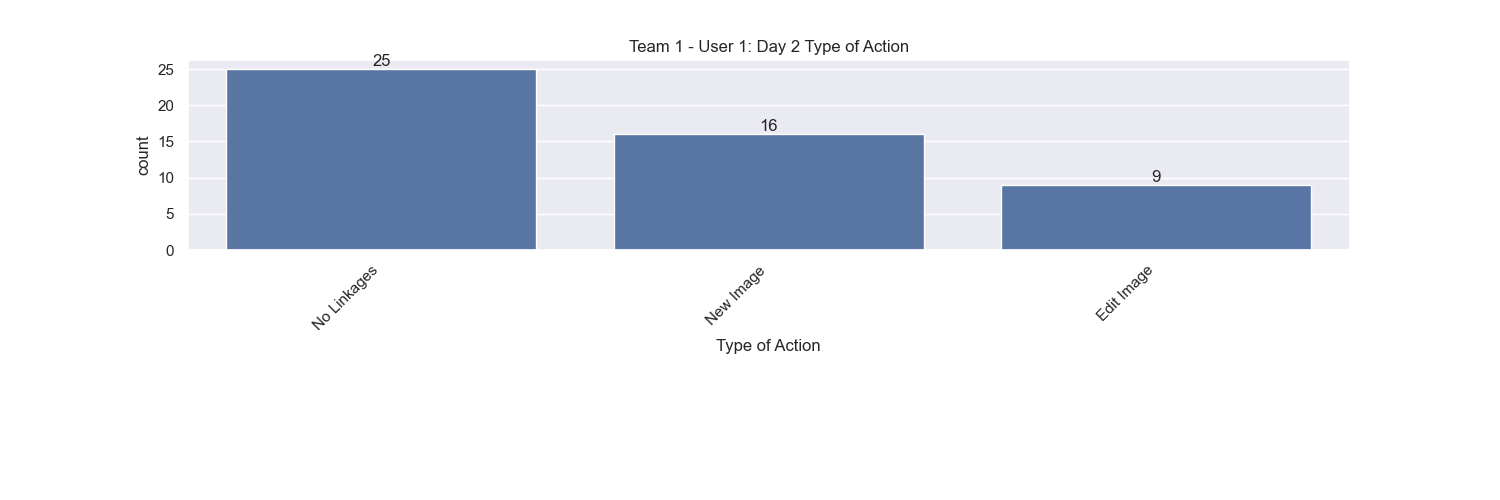 Team 1 - User 1: Day 2 Type of Action
25
16
9
25
20
15
10
5
0
count
No Linkages
New Image
Edit Image
Type of Action